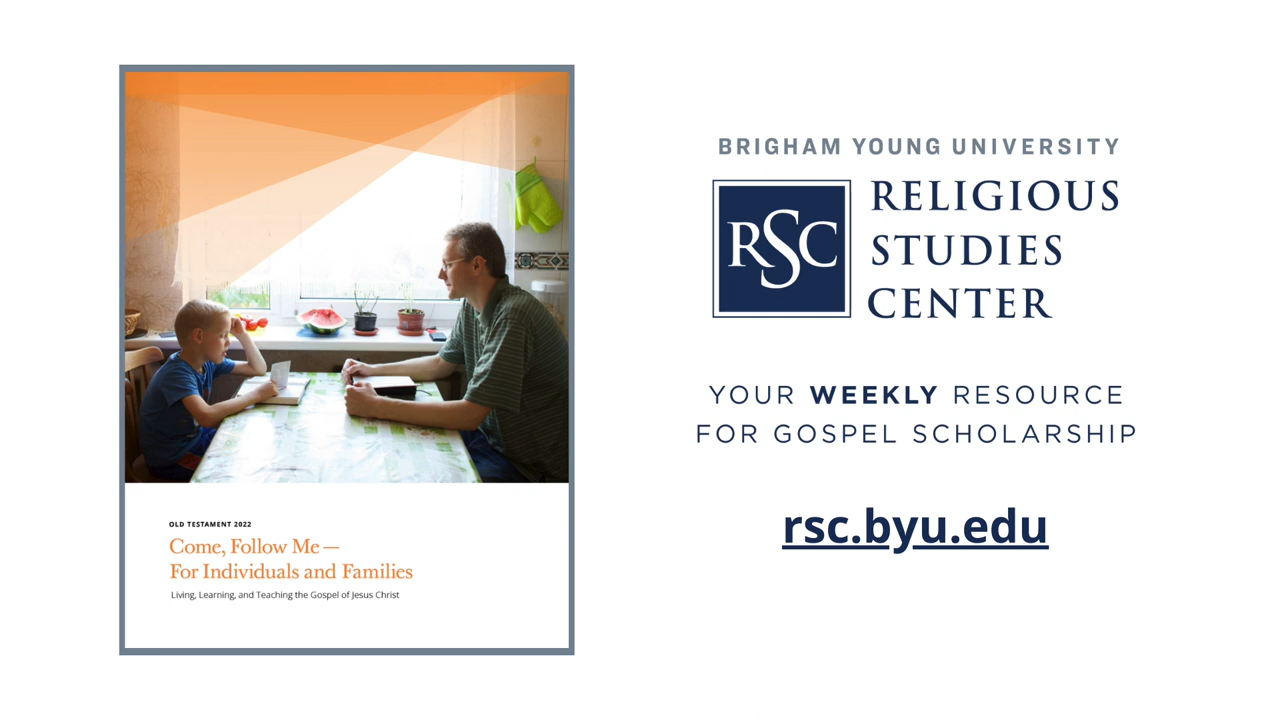 OLD TESTAMENT 2022
Come, Follow Me —
For Individuals and Families
Living, Learning, and Teaching the Gospel of Jesus Christ
BRIGHAM YOUNG UNIVERSITY
RSC
RELIGIOUS
STUDIES
CENTER
YOUR WEEKLY RESOURCE
FOR GOSPEL SCHOLARSHIP
rsc.byu.edu